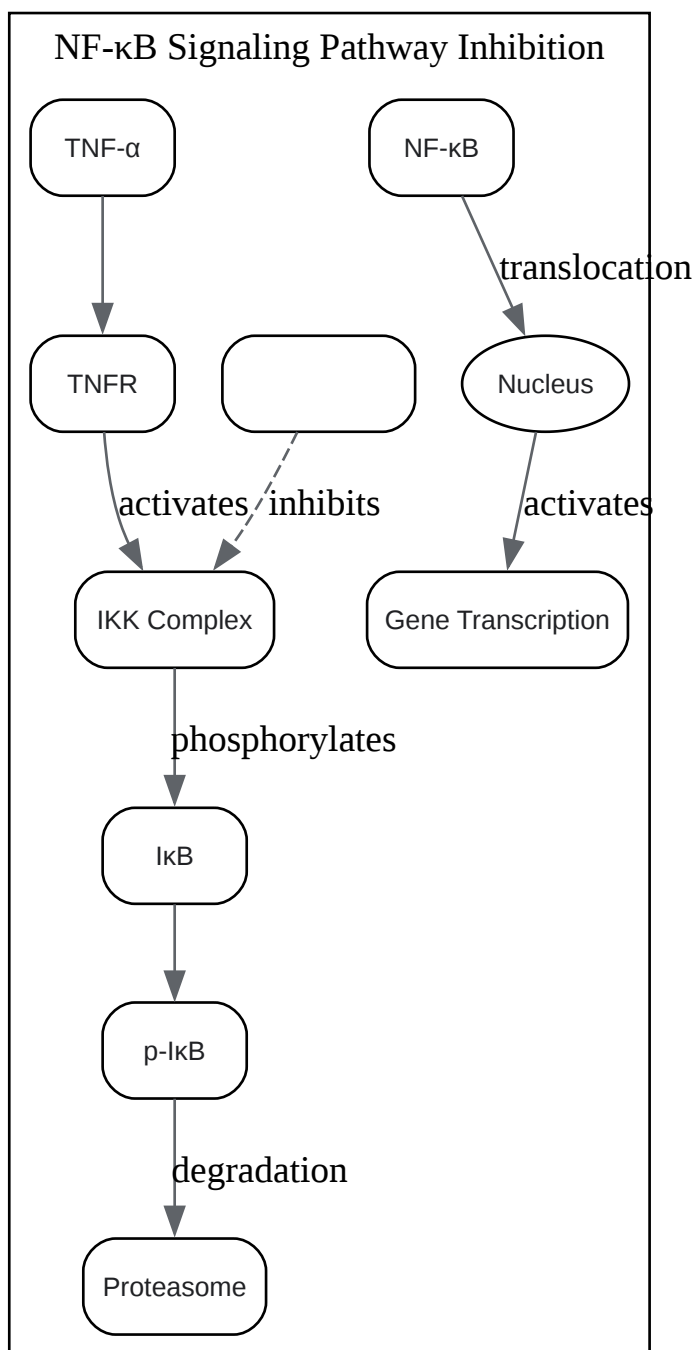 NF-κB Signaling Pathway Inhibition
TNF-α
NF-κB
translocation
TNFR
Nucleus
activates
inhibits
activates
IKK Complex
Gene Transcription
phosphorylates
IκB
p-IκB
degradation
Proteasome